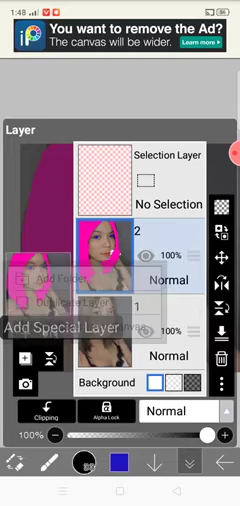 1:48
You want to remove the Ad?
The canvas will be wider.
Learn more
Layer
Selection Layer
No Selection
2
100%
Normal
Add Folder
Duplicate Layer
Add Special Layer
1
100%
Normal
Background
Clipping
Alpha Lock
Normal
100%